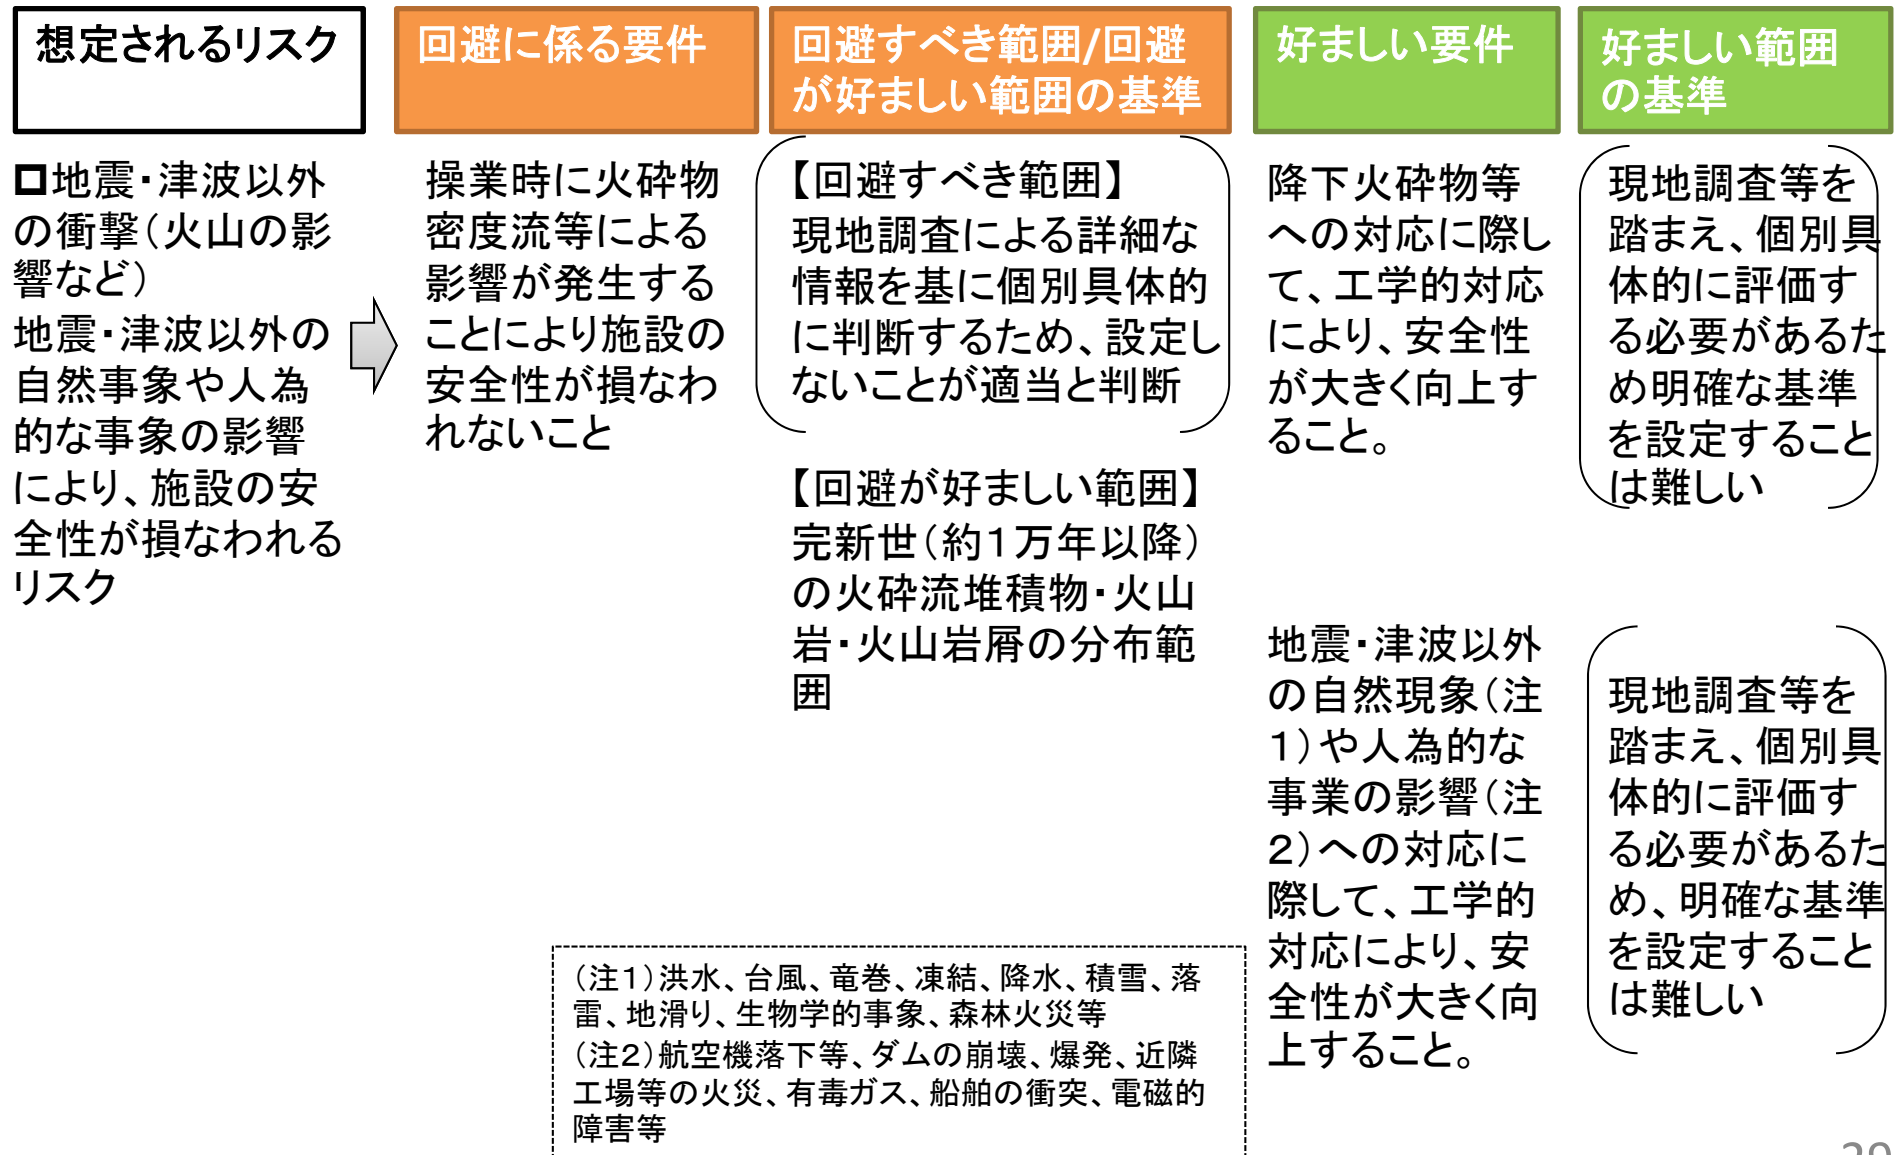 想定されるリスク
回避に係る要件
回避すべき範囲/回避
が好ましい範囲の基準
好ましい要件
好ましい範囲
の基準
□地震・津波以外
の衝撃（火山の影
響など）
地震・津波以外の
自然事象や人為
的な事象の影響
により、施設の安
全性が損なわれる
リスク
操業時に火砕物
密度流等による
影響が発生する
ことにより施設の
安全性が損なわ
れないこと
【回避すべき範囲】
現地調査による詳細な
情報を基に個別具体的
に判断するため、設定し
ないことが適当と判断
【回避が好ましい範囲】
完新世（約１万年以降）
の火砕流堆積物・火山
岩・火山岩屑の分布範
囲
降下火砕物等
への対応に際し
て、工学的対応
により、安全性
が大きく向上す
ること。
現地調査等を
踏まえ、個別具
体的に評価す
る必要があるた
め明確な基準
を設定すること
は難しい
地震・津波以外
の自然現象（注
１）や人為的な
事業の影響（注
２）への対応に
際して、工学的
対応により、安
全性が大きく向
上すること。
現地調査等を
踏まえ、個別具
体的に評価す
る必要があるた
め、明確な基準
を設定すること
は難しい
（注１）洪水、台風、竜巻、凍結、降水、積雪、落
雷、地滑り、生物学的事象、森林火災等
（注２）航空機落下等、ダムの崩壊、爆発、近隣
工場等の火災、有毒ガス、船舶の衝突、電磁的
障害等